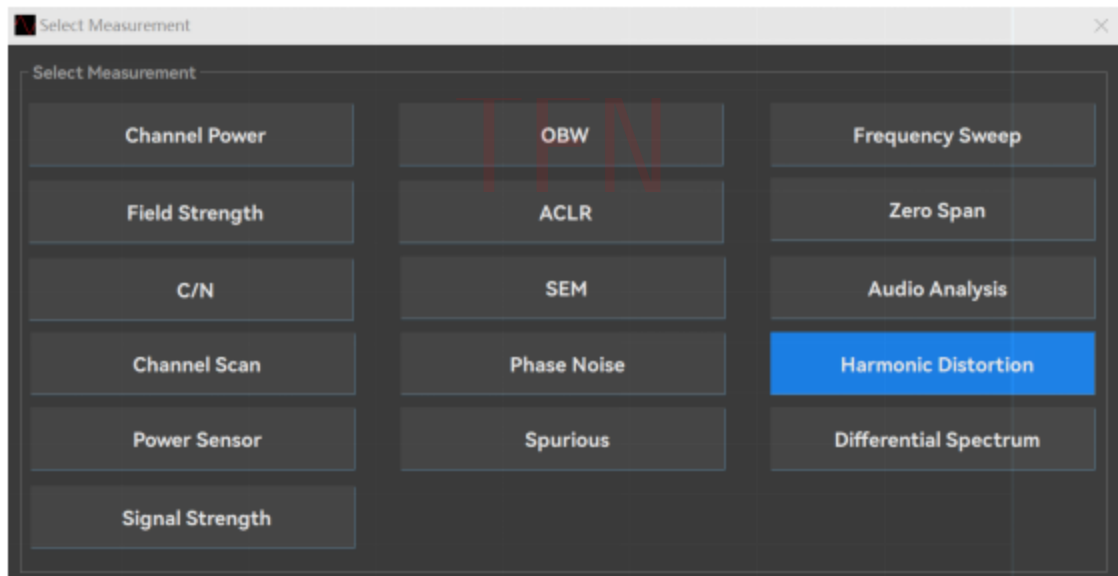 Select Measurement
Select Measurement
Channel Power
OBW
Frequency Sweep
Field Strength
ACLR
Zero Span
C/N
SEM
Audio Analysis
Channel Scan
Phase Noise
Harmonic Distortion
Power Sensor
Spurious
Differential Spectrum
Signal Strength
TFN